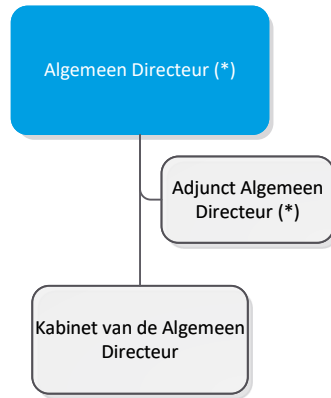 Algemeen Directeur (*)
Adjunct Algemeen
Directeur (*)
Kabinet van de Algemeen
Directeur